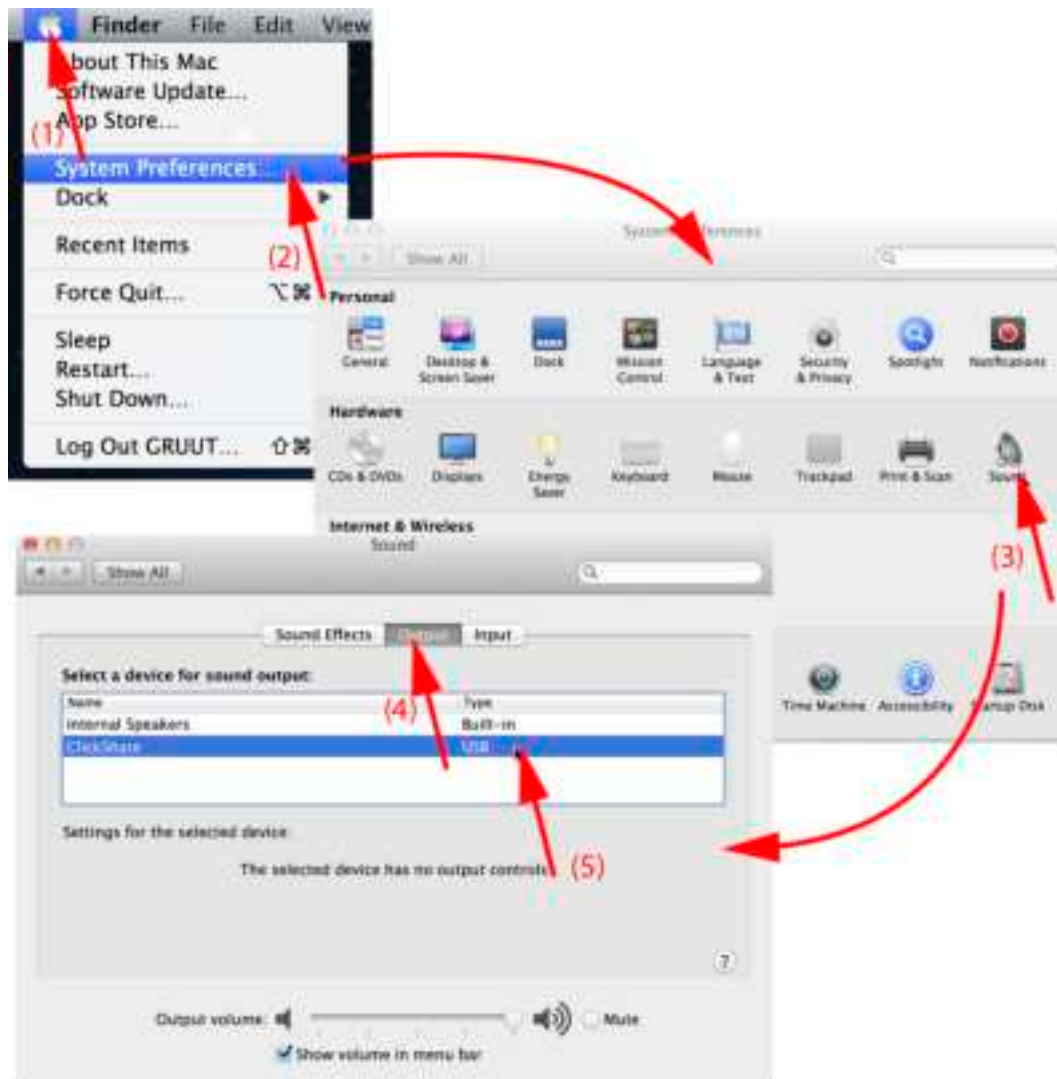 Finder File Edit View
About This Mac
Software Update...
App Store...
(1)
System Preferences...
Dock
Recent Items
(2)
Force Quit... ⌥⌘
Sleep
Restart...
Shut Down...
Log Out GRUUT... ⇧⌘
System Preferences
Show All
Personal
General
Desktop & Screen Saver
Dock
Mission Control
Language & Text
Security & Privacy
Spotlight
Notifications
Hardware
CDs & DVDs
Displays
Energy Saver
Keyboard
Mouse
Trackpad
Print & Scan
Sound
(3)
Internet & Wireless
Time Machine
Accessibility
Startup Disk
Sound
Show All
Sound Effects Output Input
Select a device for sound output:
Name Type
(4)
Internal Speakers Built-in
ClickShare USB
(5)
Settings for the selected device:
The selected device has no output controls
?
Output volume: Mute
Show volume in menu bar